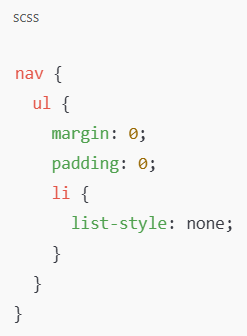 scss
nav {
  ul {
    margin: 0;
    padding: 0;
    li {
      list-style: none;
    }
  }
}